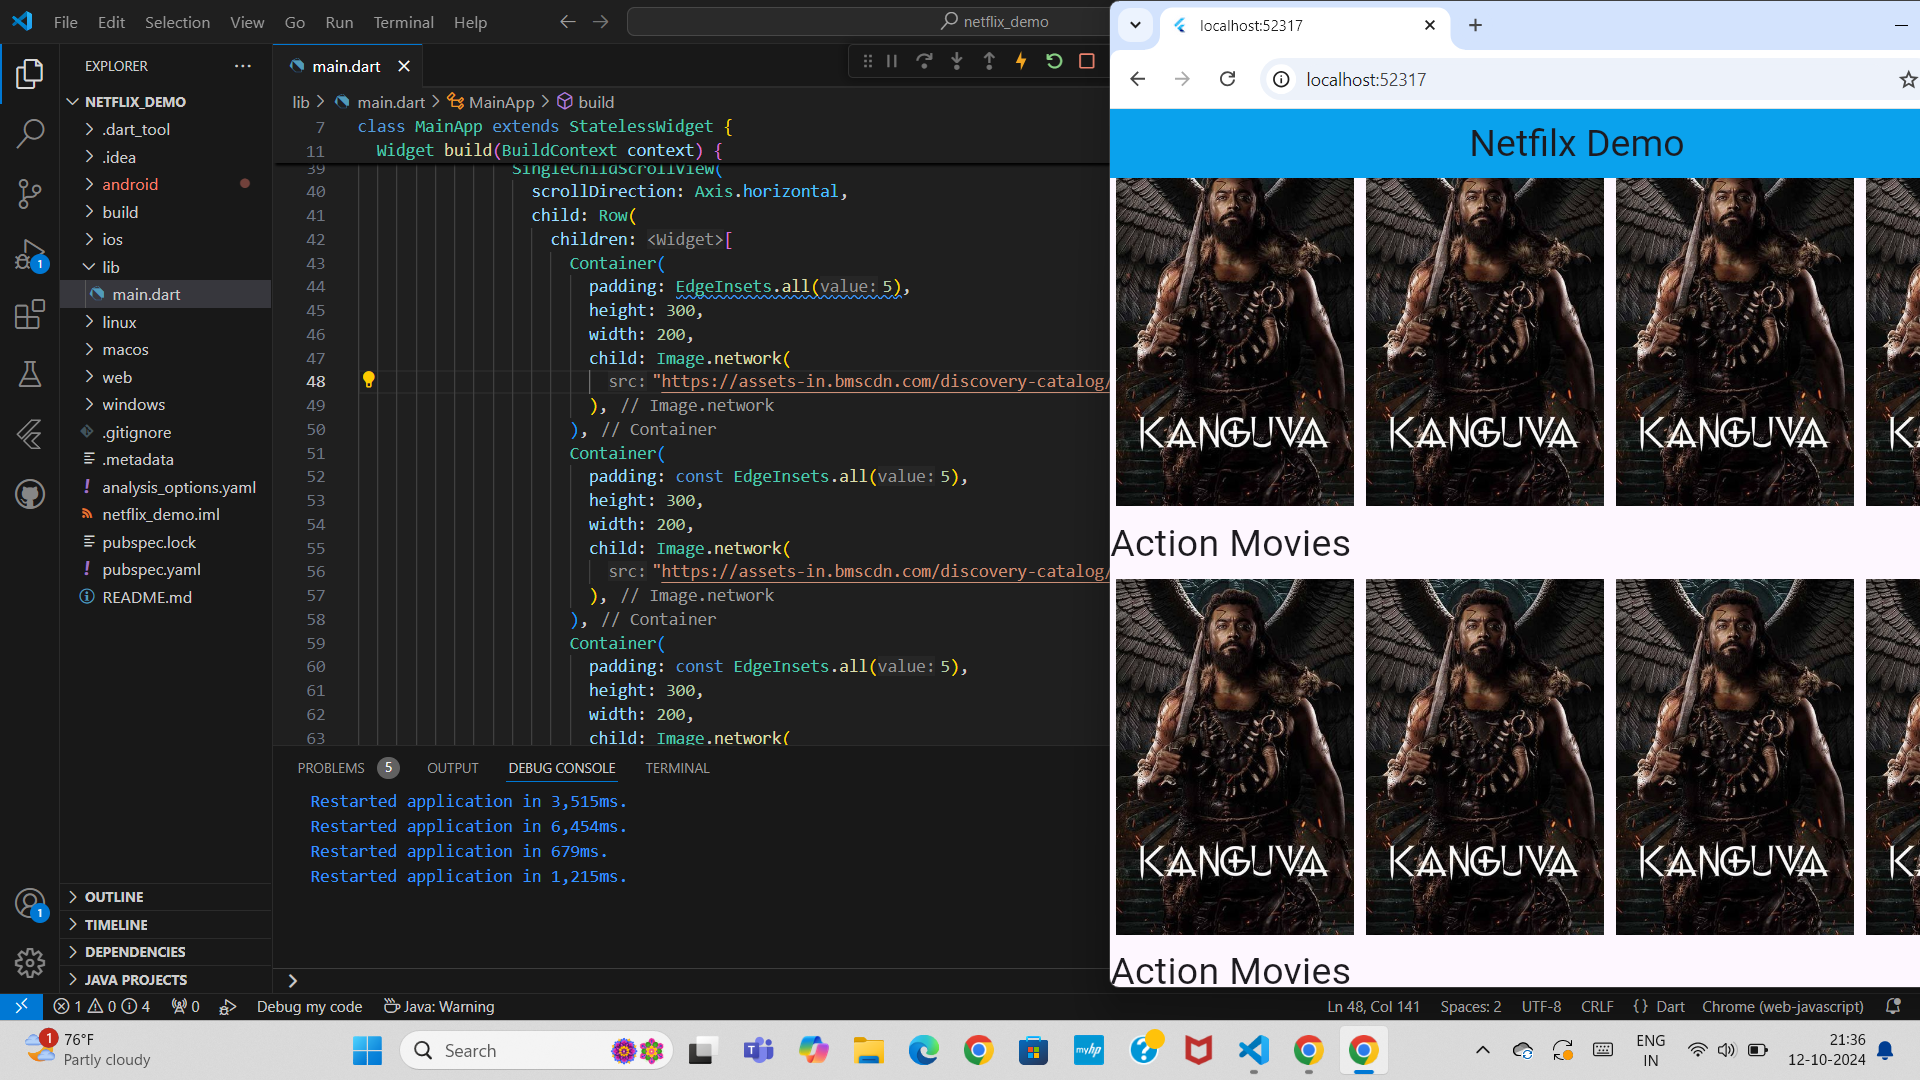 File Edit Selection View Go Run Terminal Help
netflix_demo
EXPLORER
NETFLIX_DEMO
.dart_tool
.idea
android
build
ios
lib
main.dart
linux
macos
web
windows
.gitignore
.metadata
! analysis_options.yaml
netflix_demo.iml
pubspec.lock
! pubspec.yaml
README.md
OUTLINE
TIMELINE
DEPENDENCIES
JAVA PROJECTS
1
1
main.dart
lib > main.dart > MainApp > build
7 class MainApp extends StatelessWidget {
11 Widget build(BuildContext context) {
39 SingleChildScrollView(
40 scrollDirection: Axis.horizontal,
41 child: Row(
42 children: <Widget>[
43 Container(
44 padding: EdgeInsets.all(value: 5),
45 height: 300,
46 width: 200,
47 child: Image.network(
48 src: "https://assets-in.bmscdn.com/discovery-catalog/
49 ), // Image.network
50 ), // Container
51 Container(
52 padding: const EdgeInsets.all(value: 5),
53 height: 300,
54 width: 200,
55 child: Image.network(
56 src: "https://assets-in.bmscdn.com/discovery-catalog/
57 ), // Image.network
58 ), // Container
59 Container(
60 padding: const EdgeInsets.all(value: 5),
61 height: 300,
62 width: 200,
63 child: Image.network(
PROBLEMS 5 OUTPUT DEBUG CONSOLE TERMINAL
Restarted application in 3,515ms.
Restarted application in 6,454ms.
Restarted application in 679ms.
Restarted application in 1,215ms.
>
localhost:52317
localhost:52317
Netfilx Demo
KANGUVA KANGUVA KANGUVA K
Action Movies
KANGUVA KANGUVA KANGUVA K
Action Movies
1 0 4 0 Debug my code Java: Warning Ln 48, Col 141 Spaces: 2 UTF-8 CRLF {} Dart Chrome (web-javascript)
1
76°F
Partly cloudy
Search
myhp
ENG
IN
21:36
12-10-2024